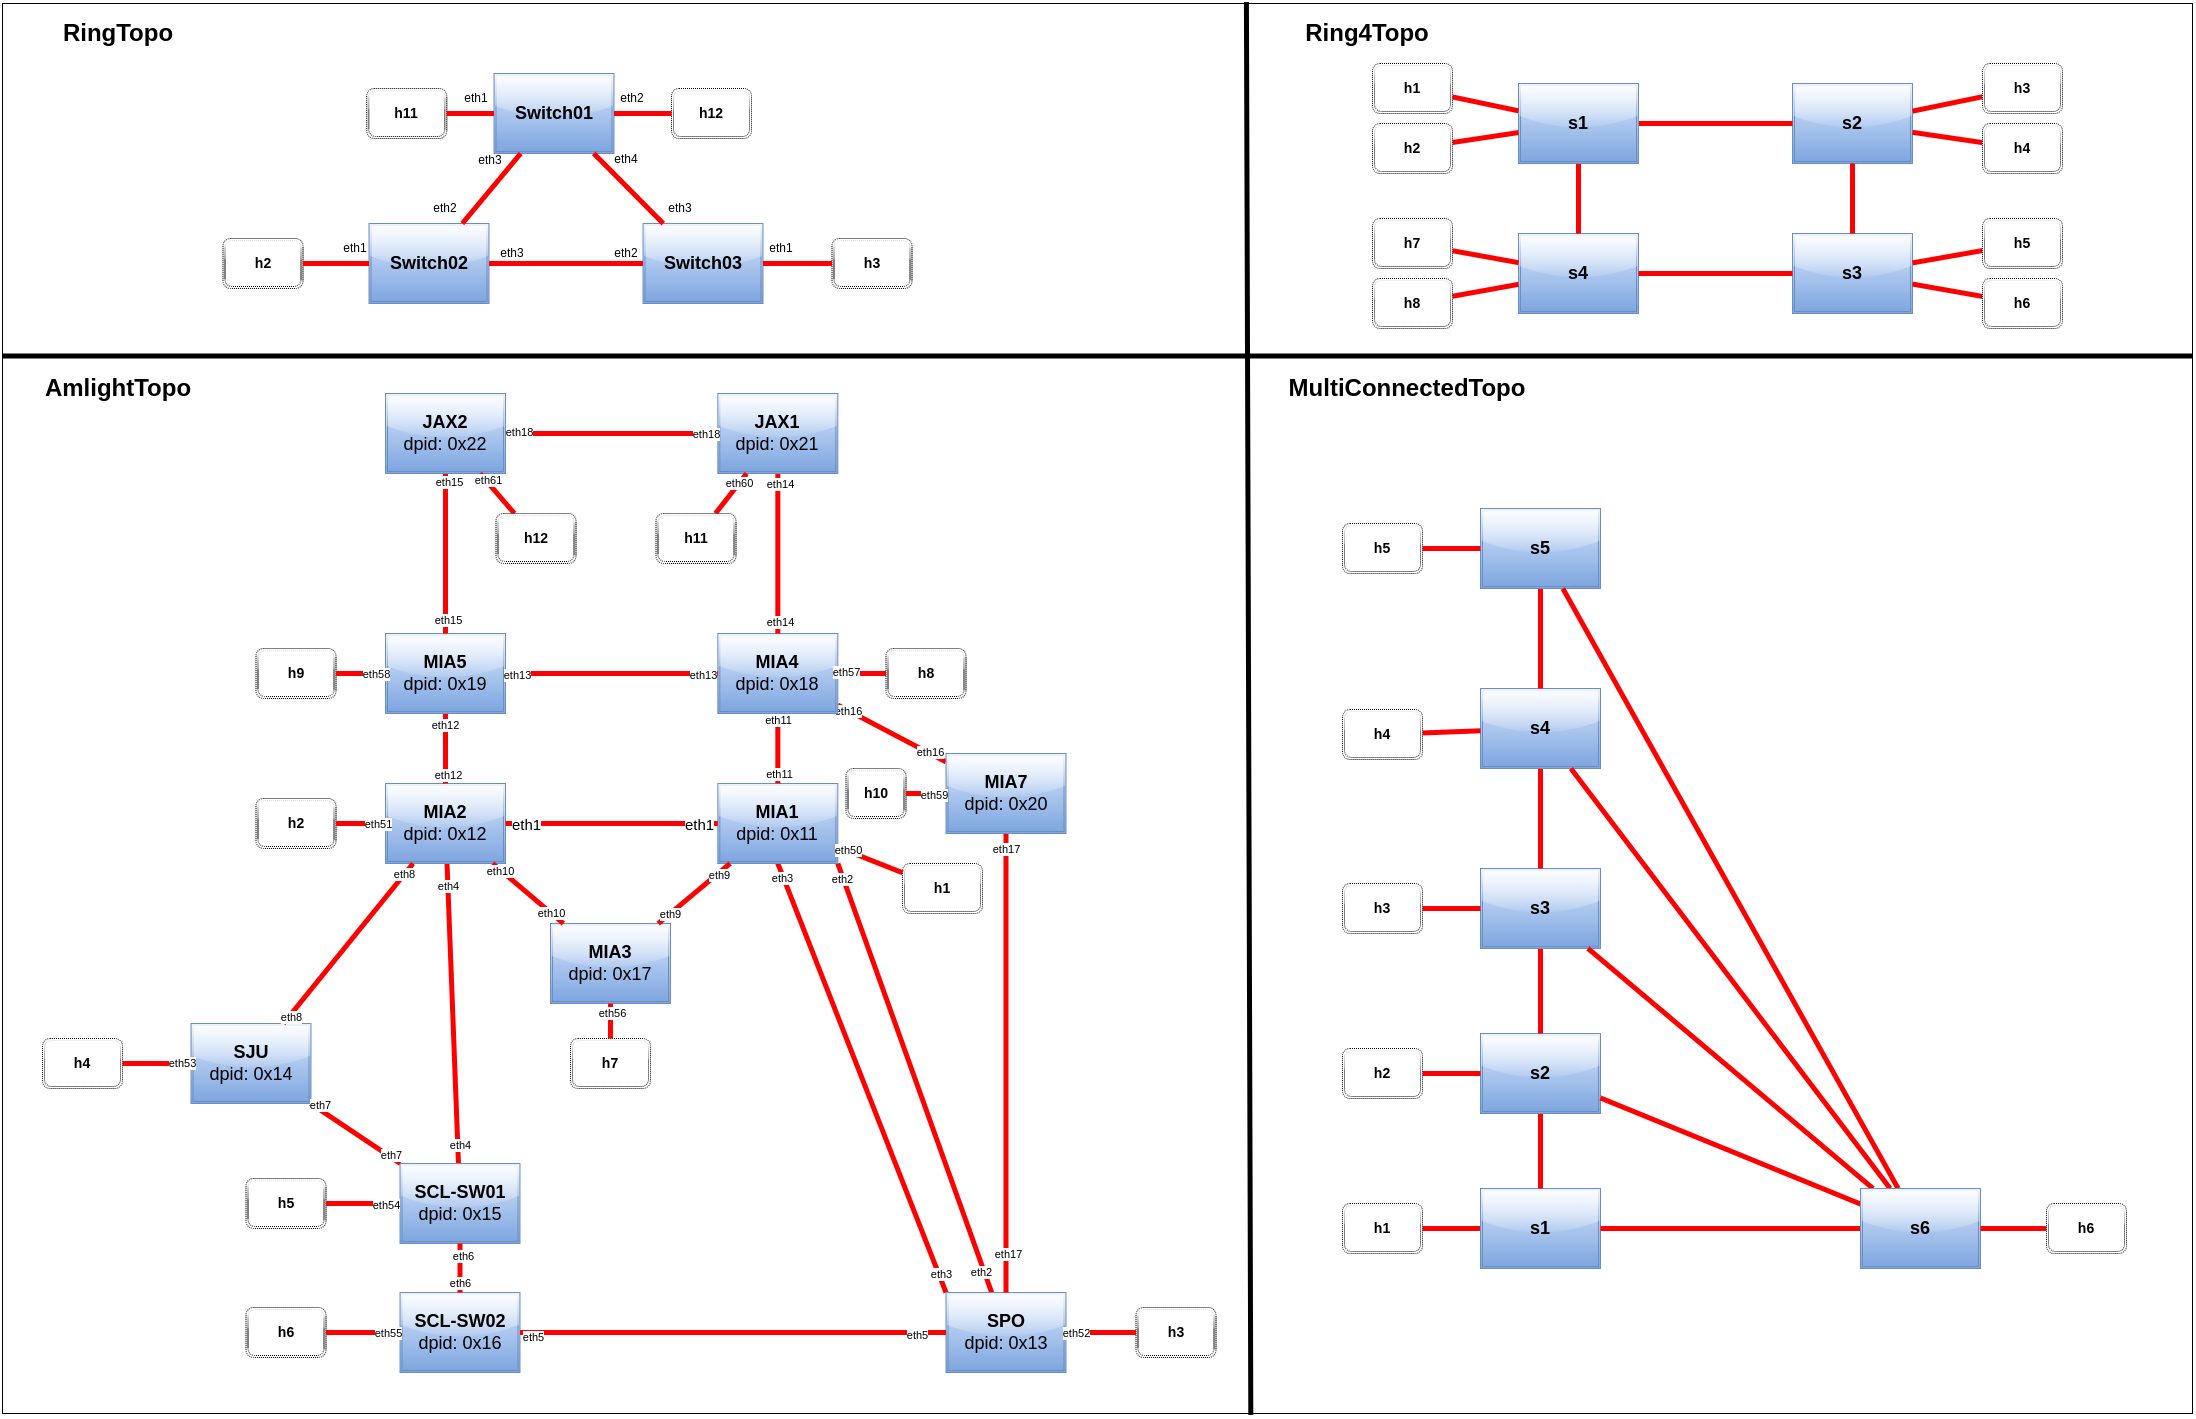 RingTopo
h11
eth1
Switch01
eth2
h12
eth3
eth4
eth2
eth3
h2
eth1
Switch02
eth3
eth2
Switch03
eth1
h3
Ring4Topo
h1
h2
s1
s2
h3
h4
h7
h8
s4
s3
h5
h6
AmlightTopo
JAX2
dpid: 0x22
eth18
eth18
JAX1
dpid: 0x21
eth15
eth61
eth60
eth14
h12
h11
eth15
eth14
h9
eth58
MIA5
dpid: 0x19
eth13
eth13
MIA4
dpid: 0x18
eth57
h8
eth12
eth11
eth16
eth16
eth12
eth11
h10
eth59
MIA7
dpid: 0x20
h2
eth51
MIA2
dpid: 0x12
eth1
eth1
MIA1
dpid: 0x11
eth50
eth17
h1
eth8
eth4
eth10
eth9
eth3
eth2
eth10
eth9
MIA3
dpid: 0x17
eth56
h7
eth8
h4
eth53
SJU
dpid: 0x14
eth7
eth7
eth4
h5
eth54
SCL-SW01
dpid: 0x15
eth6
eth6
eth3
eth2
eth17
h6
eth55
SCL-SW02
dpid: 0x16
eth5
eth5
SPO
dpid: 0x13
eth52
h3
MultiConnectedTopo
h5
s5
h4
s4
h3
s3
h2
s2
h1
s1
s6
h6